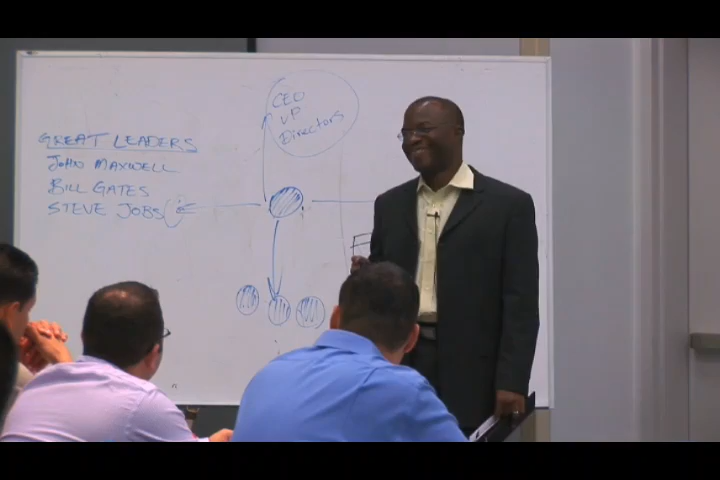 GREAT LEADERS
JOHN MAXWELL
BILL GATES
STEVE JOBS
CEO
VP
Directors